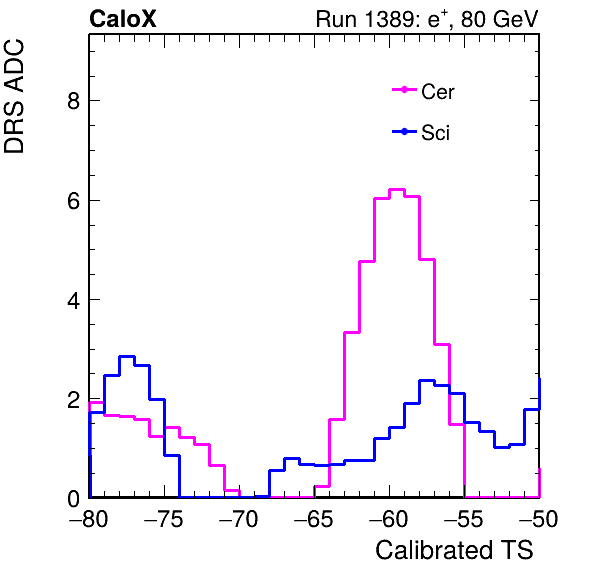 CaloX Run 1389: e⁺, 80 GeV
DRS ADC
8
6
4
2
0
Cer
Sci
−80 −75 −70 −65 −60 −55 −50
Calibrated TS